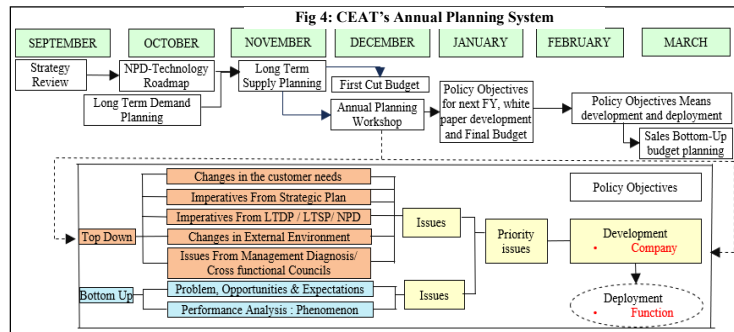 Fig 4: CEAT's Annual Planning System
SEPTEMBER
OCTOBER
NOVEMBER
DECEMBER
JANUARY
FEBRUARY
MARCH
Strategy
Review
NPD-Technology
Roadmap
Long Term Demand
Planning
Long Term
Supply Planning
First Cut Budget
Annual Planning
Workshop
Policy Objectives
for next FY, white
paper development
and Final Budget
Policy Objectives Means
development and deployment
Sales Bottom-Up
budget planning
Top Down
Changes in the customer needs
Imperatives From Strategic Plan
Imperatives From LTDP / LTSP/ NPD
Changes in External Environment
Issues From Management Diagnosis/
Cross functional Councils
Bottom Up
Problem, Opportunities & Expectations
Performance Analysis : Phenomenon
Issues
Issues
Priority
issues
Policy Objectives
Development
• Company
Deployment
• Function